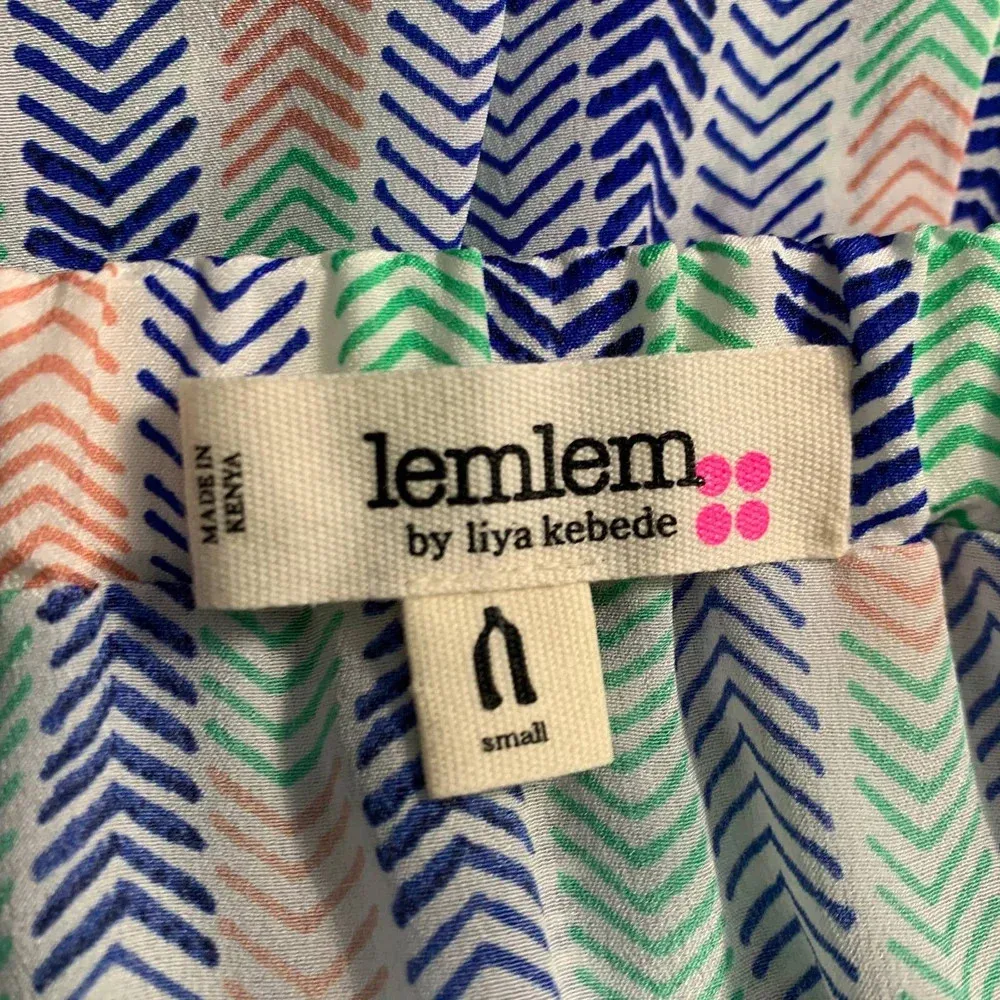 MADE IN
KENYA
lemlem
by liya kebede
small